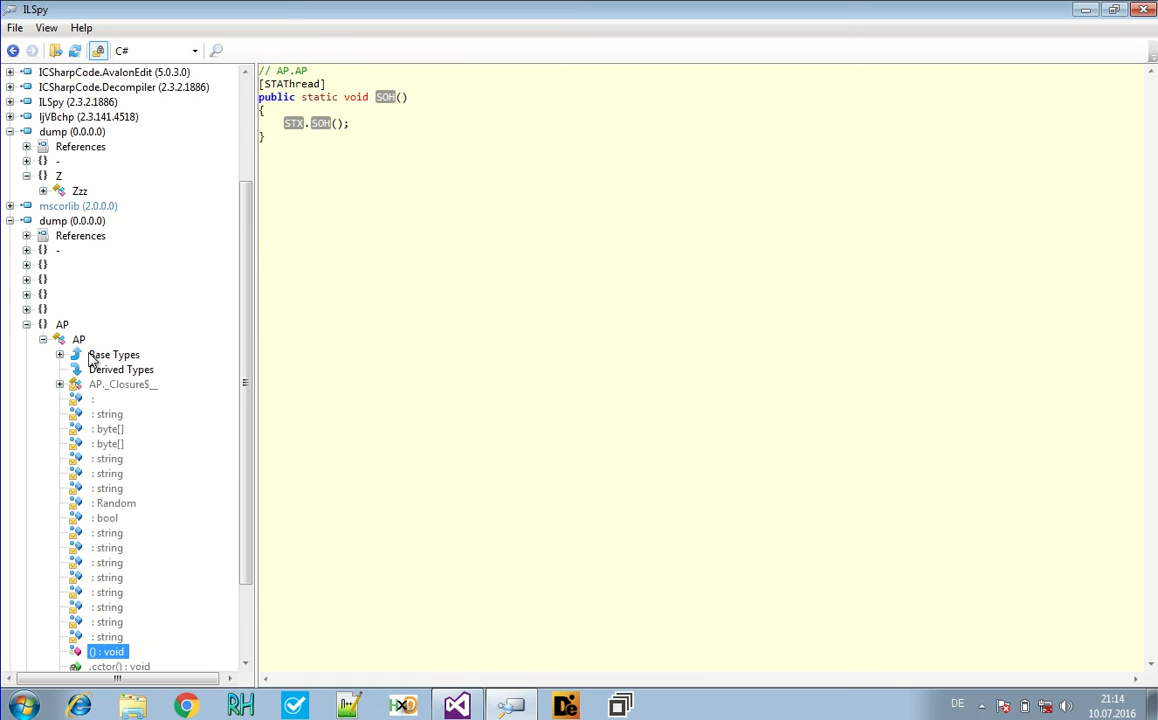 ILSpy
File View Help
C#
ICSharpCode.AvalonEdit (5.0.3.0)
ICSharpCode.Decompiler (2.3.2.1886)
ILSpy (2.3.2.1886)
IjVBchp (2.3.141.4518)
dump (0.0.0.0)
References
{} -
{} Z
Zzz
mscorlib (2.0.0.0)
dump (0.0.0.0)
References
{} -
{}
{}
{}
{}
{} AP
AP
Base Types
Derived Types
AP._Closure$__
:
: string
: byte[]
: byte[]
: string
: string
: string
: Random
: bool
: string
: string
: string
: string
: string
: string
: string
: string
() : void
.cctor() : void
// AP.AP
[STAThread]
public static void SOH()
{
STX.SOH();
}
RH
HXD
De
DE
21:14
10.07.2016